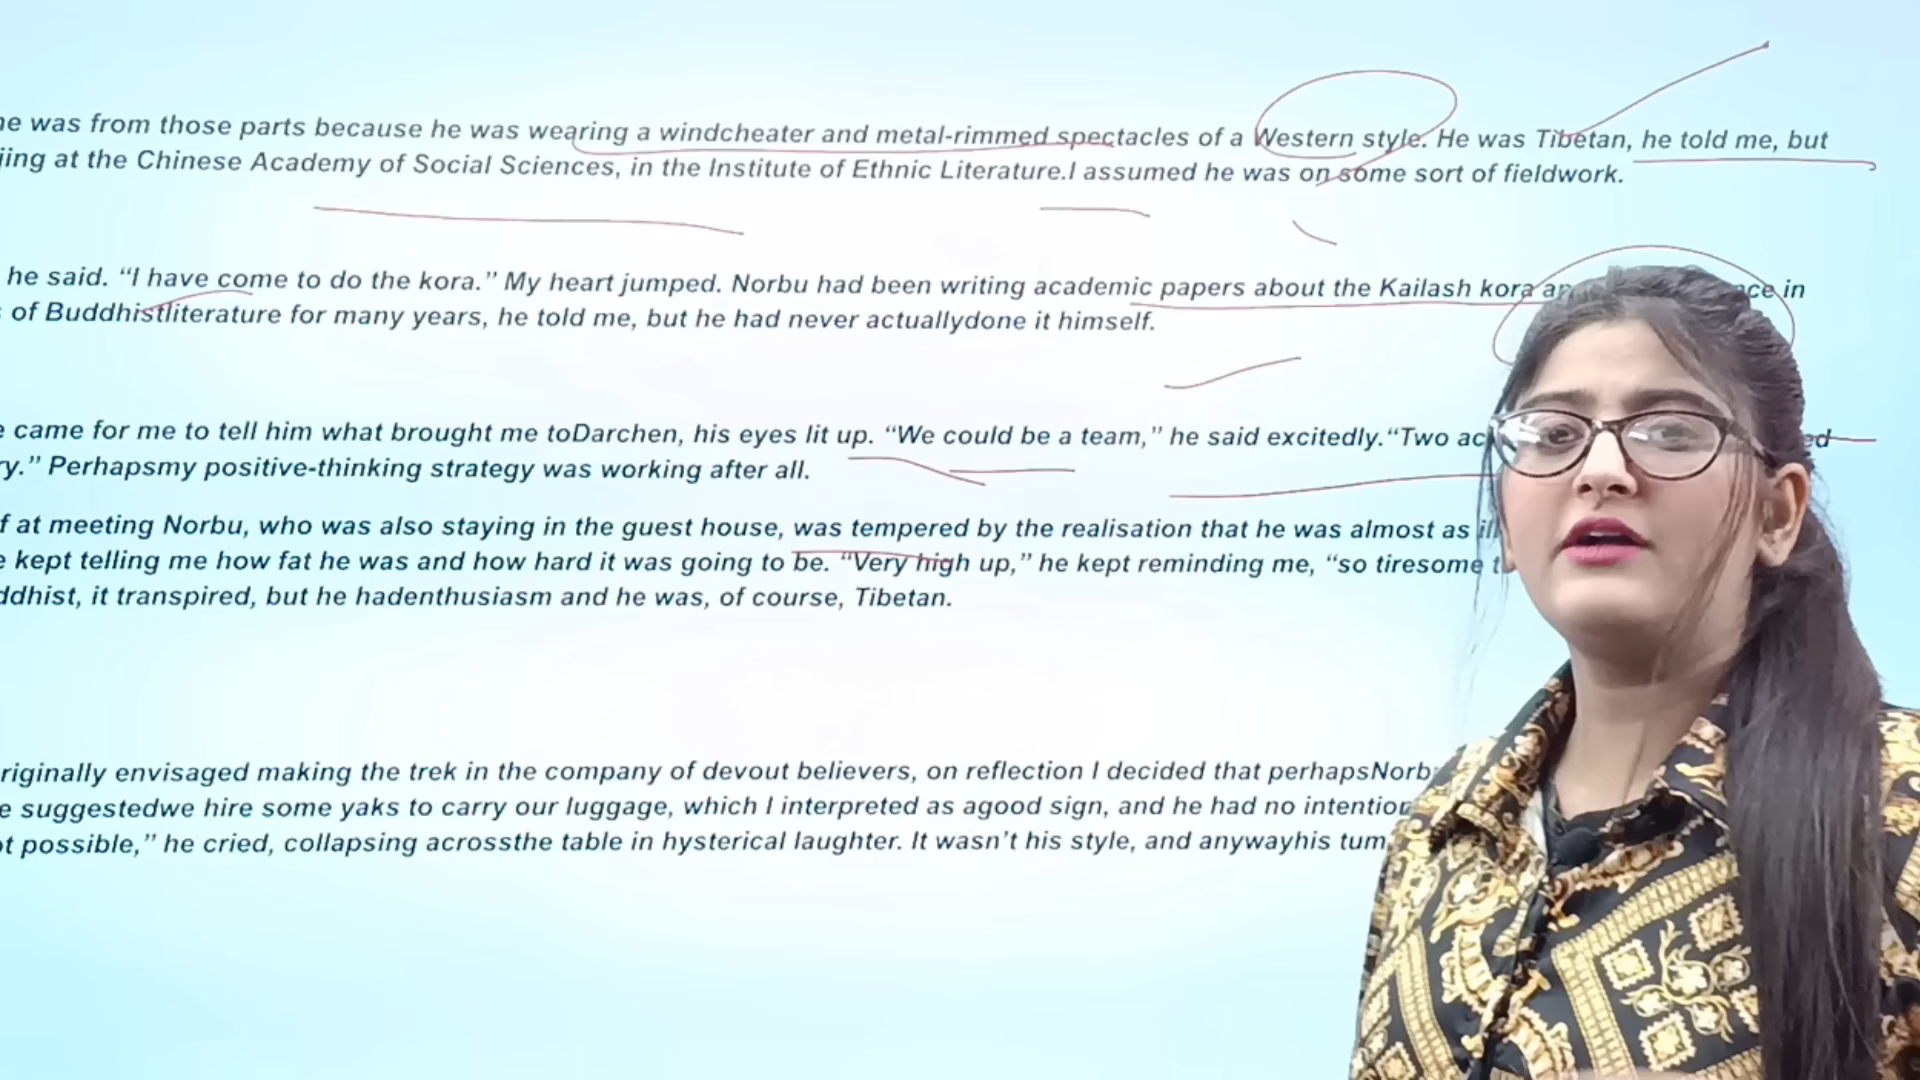 he was from those parts because he was wearing a windcheater and metal-rimmed spectacles of a Western style. He was Tibetan, he told me, but
jing at the Chinese Academy of Social Sciences, in the Institute of Ethnic Literature.I assumed he was on some sort of fieldwork.
he said. “I have come to do the kora.” My heart jumped. Norbu had been writing academic papers about the Kailash kora in
of Buddhistliterature for many years, he told me, but he had never actuallydone it himself.
came for me to tell him what brought me toDarchen, his eyes lit up. “We could be a team,” he said excitedly.“Two
y.” Perhapsmy positive-thinking strategy was working after all.
f at meeting Norbu, who was also staying in the guest house, was tempered by the realisation that he was almost as
kept telling me how fat he was and how hard it was going to be. “Very high up,” he kept reminding me, “so tiresome
ddhist, it transpired, but he hadenthusiasm and he was, of course, Tibetan.
riginally envisaged making the trek in the company of devout believers, on reflection I decided that perhapsNorb
e suggestedwe hire some yaks to carry our luggage, which I interpreted as agood sign, and he had no intention
ot possible,” he cried, collapsing acrossthe table in hysterical laughter. It wasn’t his style, and anywayhis tum